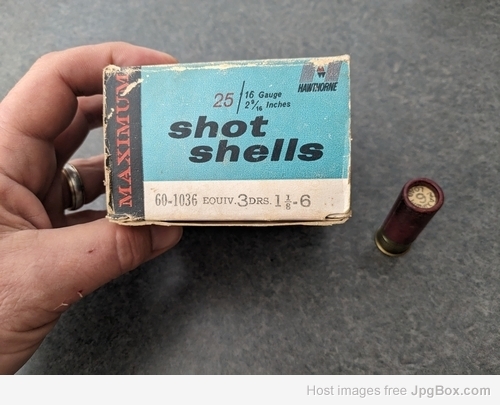 MAXIMUM
HAWTHORNE
25 16 Gauge
2 9/16 Inches
shot
shells
60-1036 EQUIV. 3 DRS. 1 1/8 - 6
Host images free JpgBox.com